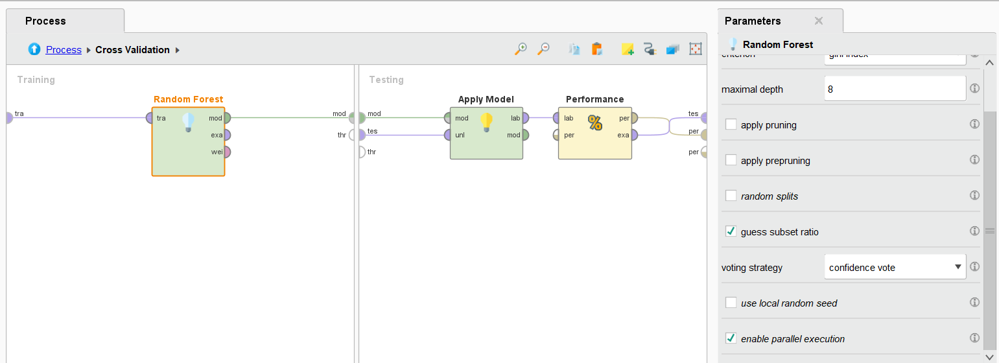 Process
Parameters
Process Cross Validation
Random Forest
criterion gini index
Training
Testing
maximal depth 8
Random Forest
Apply Model
Performance
tra
tra mod
mod
mod
mod lab
lab per
tes
exa
thr
tes
unl mod
per exa
per
wei
thr
per
apply pruning
apply prepruning
random splits
guess subset ratio
voting strategy confidence vote
use local random seed
enable parallel execution